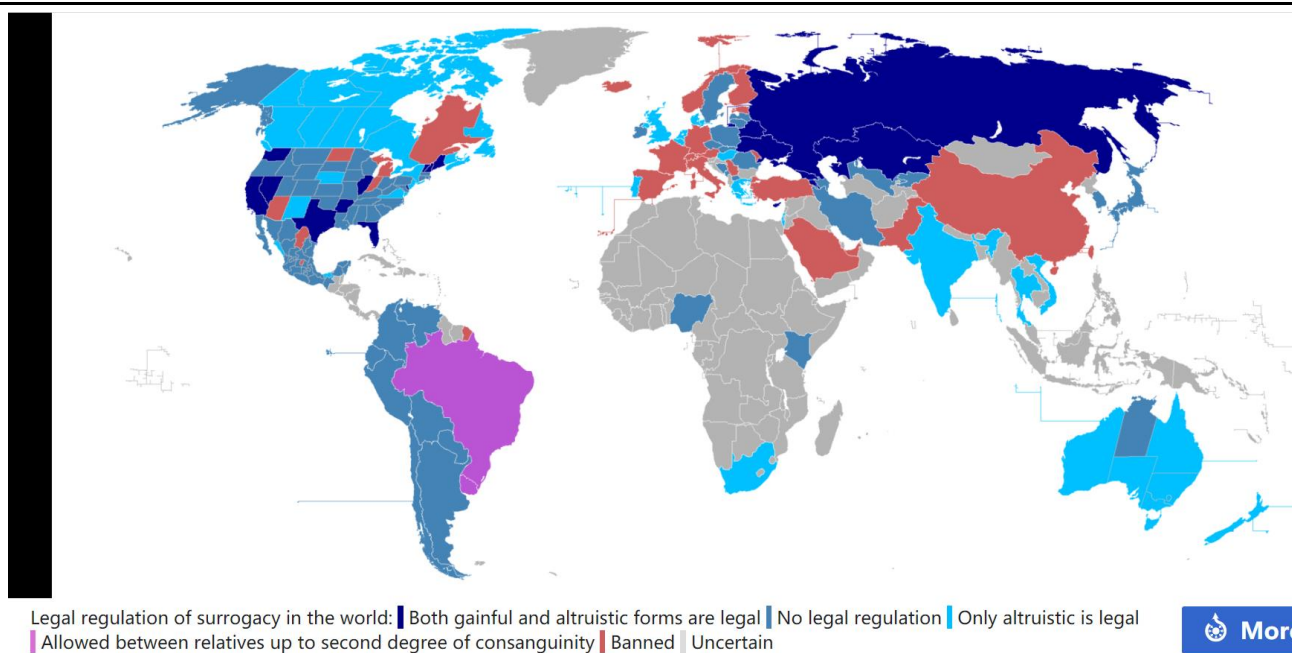 Legal regulation of surrogacy in the world: Both gainful and altruistic forms are legal No legal regulation Only altruistic is legal
Allowed between relatives up to second degree of consanguinity Banned Uncertain
More